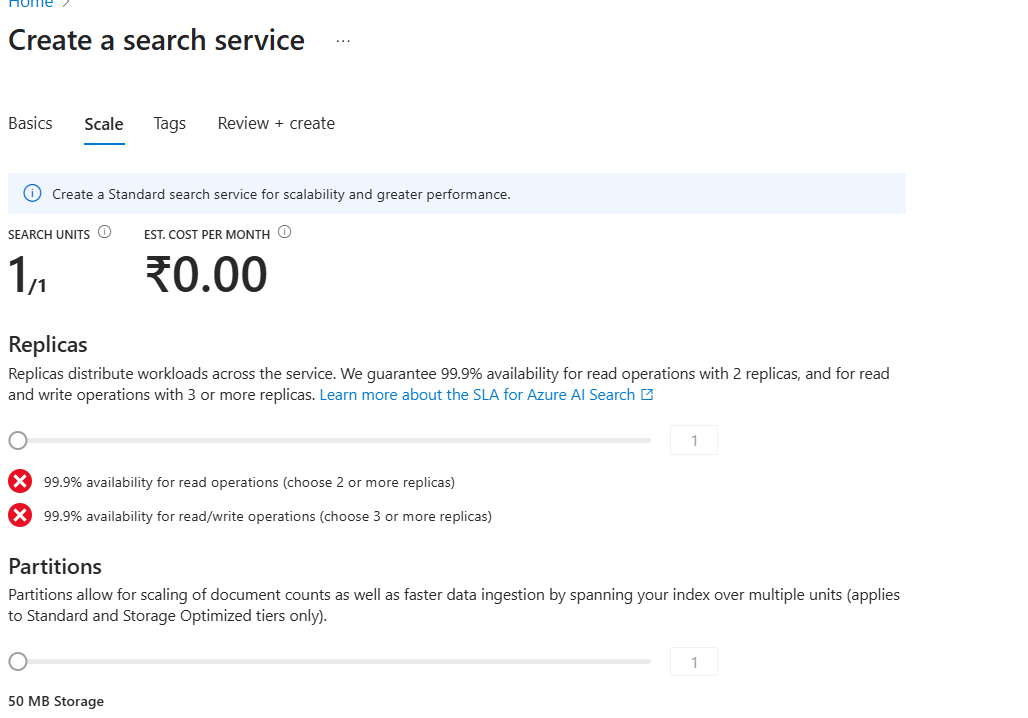 Home >
Create a search service ...
Basics Scale Tags Review + create
Create a Standard search service for scalability and greater performance.
SEARCH UNITS EST. COST PER MONTH
1/1 ₹0.00
Replicas
Replicas distribute workloads across the service. We guarantee 99.9% availability for read operations with 2 replicas, and for read
and write operations with 3 or more replicas. Learn more about the SLA for Azure AI Search
1
99.9% availability for read operations (choose 2 or more replicas)
99.9% availability for read/write operations (choose 3 or more replicas)
Partitions
Partitions allow for scaling of document counts as well as faster data ingestion by spanning your index over multiple units (applies
to Standard and Storage Optimized tiers only).
1
50 MB Storage